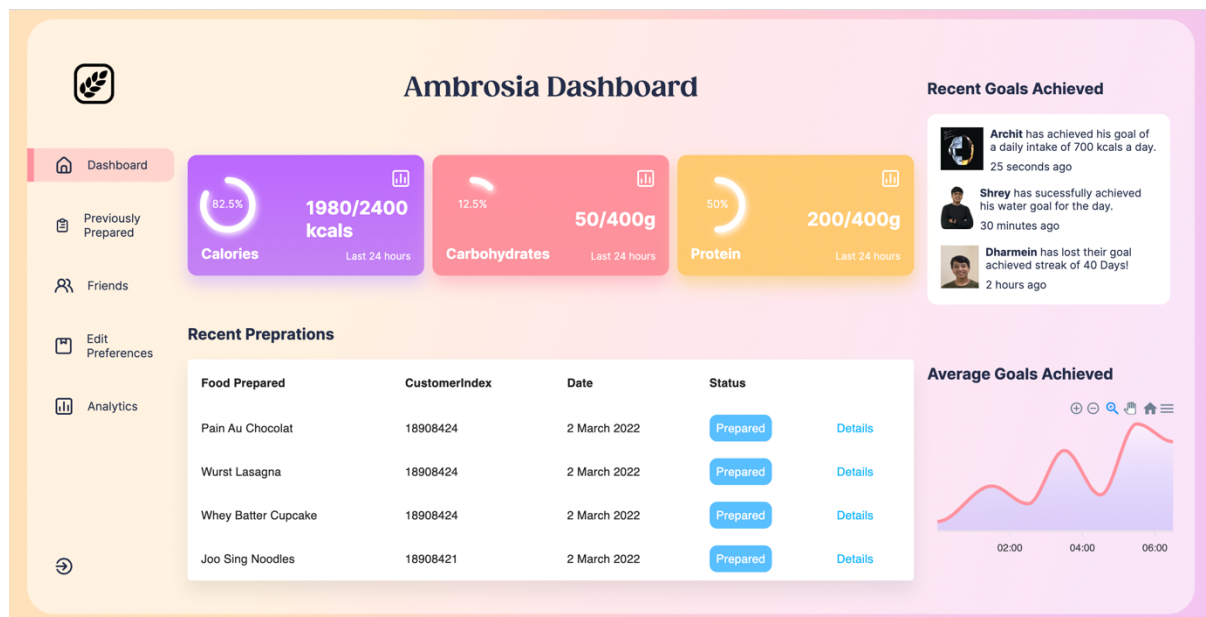 Ambrosia Dashboard
Dashboard
Previously
Prepared
Friends
Edit
Preferences
Analytics
82.5%
1980/2400
kcals
Calories
Last 24 hours
12.5%
50/400g
Carbohydrates
Last 24 hours
50%
200/400g
Protein
Last 24 hours
Recent Goals Achieved
Archit has achieved his goal of
a daily intake of 700 kcals a day.
25 seconds ago
Shrey has sucessfully achieved
his water goal for the day.
30 minutes ago
Dharmein has lost their goal
achieved streak of 40 Days!
2 hours ago
Recent Preprations
Food Prepared CustomerIndex Date Status
Pain Au Chocolat 18908424 2 March 2022 Prepared Details
Wurst Lasagna 18908424 2 March 2022 Prepared Details
Whey Batter Cupcake 18908424 2 March 2022 Prepared Details
Joo Sing Noodles 18908421 2 March 2022 Prepared Details
Average Goals Achieved
02:00 04:00 06:00